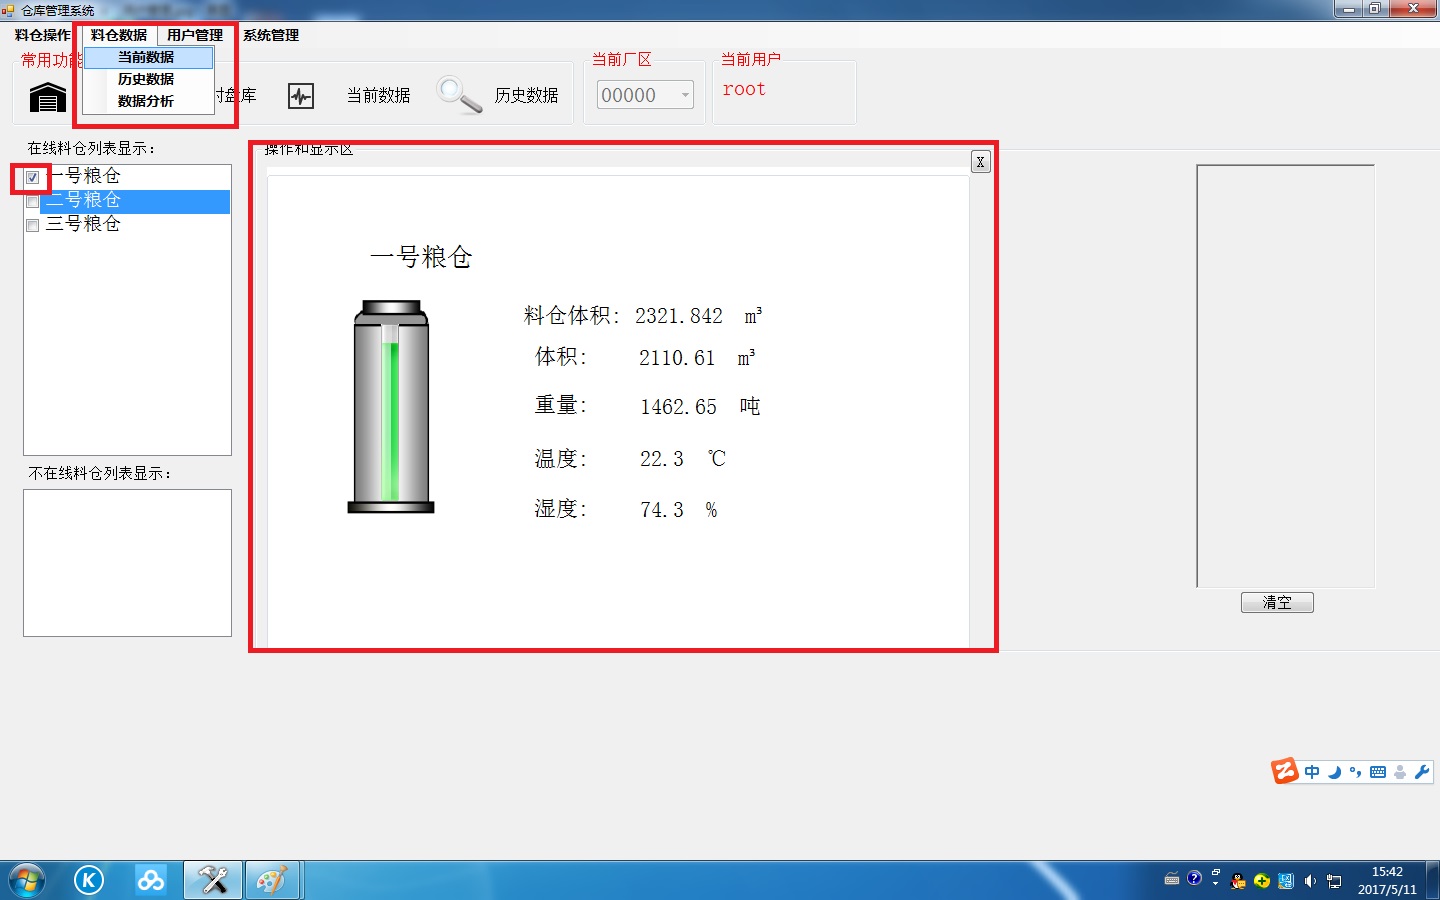 仓库管理系统
料仓操作 料仓数据 用户管理 系统管理
常用功能
当前数据
历史数据
数据分析
时盘库
当前数据
历史数据
当前厂区
00000
当前用户
root
在线料仓列表显示：
一号粮仓
二号粮仓
三号粮仓
不在线料仓列表显示：
操作和显示区
X
一号粮仓
料仓体积: 2321.842 m³
体积: 2110.61 m³
重量: 1462.65 吨
温度: 22.3 ℃
湿度: 74.3 %
清空
中
K
15:42
2017/5/11